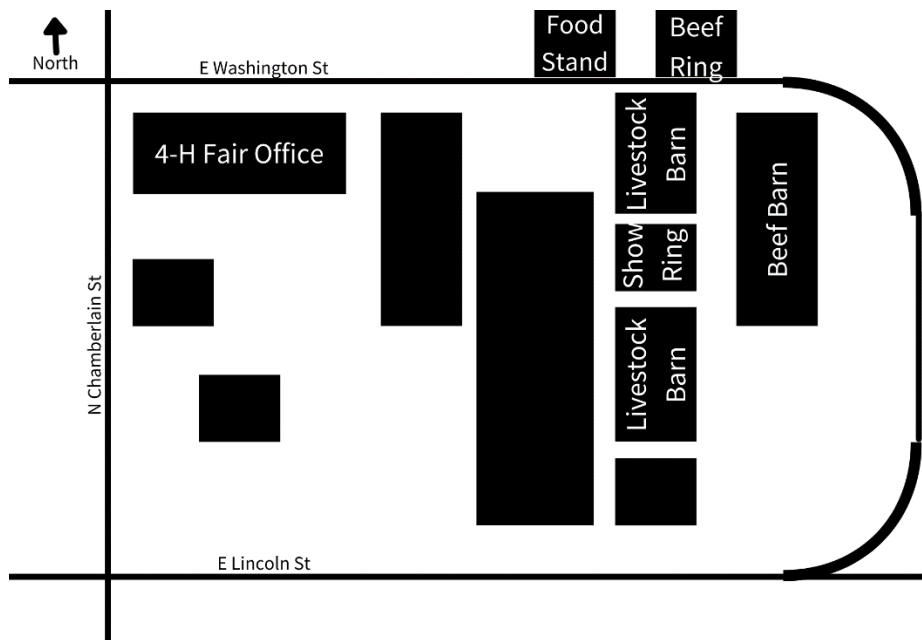 Food
Stand
Beef
Ring
North
E Washington St
4-H Fair Office
Livestock
Barn
Beef Barn
Show
Ring
N Chamberlain St
Livestock
Barn
E Lincoln St